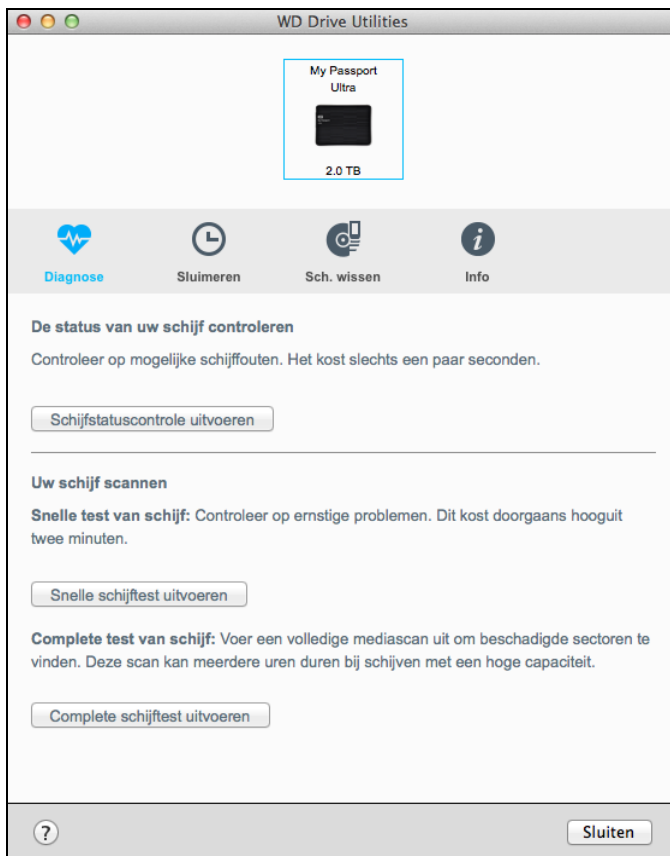 WD Drive Utilities
My Passport
Ultra
2.0 TB
Diagnose
Sluimeren
Sch. wissen
Info
De status van uw schijf controleren
Controleer op mogelijke schijffouten. Het kost slechts een paar seconden.
Schijfstatuscontrole uitvoeren
Uw schijf scannen
Snelle test van schijf: Controleer op ernstige problemen. Dit kost doorgaans hooguit
twee minuten.
Snelle schijftest uitvoeren
Complete test van schijf: Voer een volledige mediascan uit om beschadigde sectoren te
vinden. Deze scan kan meerdere uren duren bij schijven met een hoge capaciteit.
Complete schijftest uitvoeren
?
Sluiten